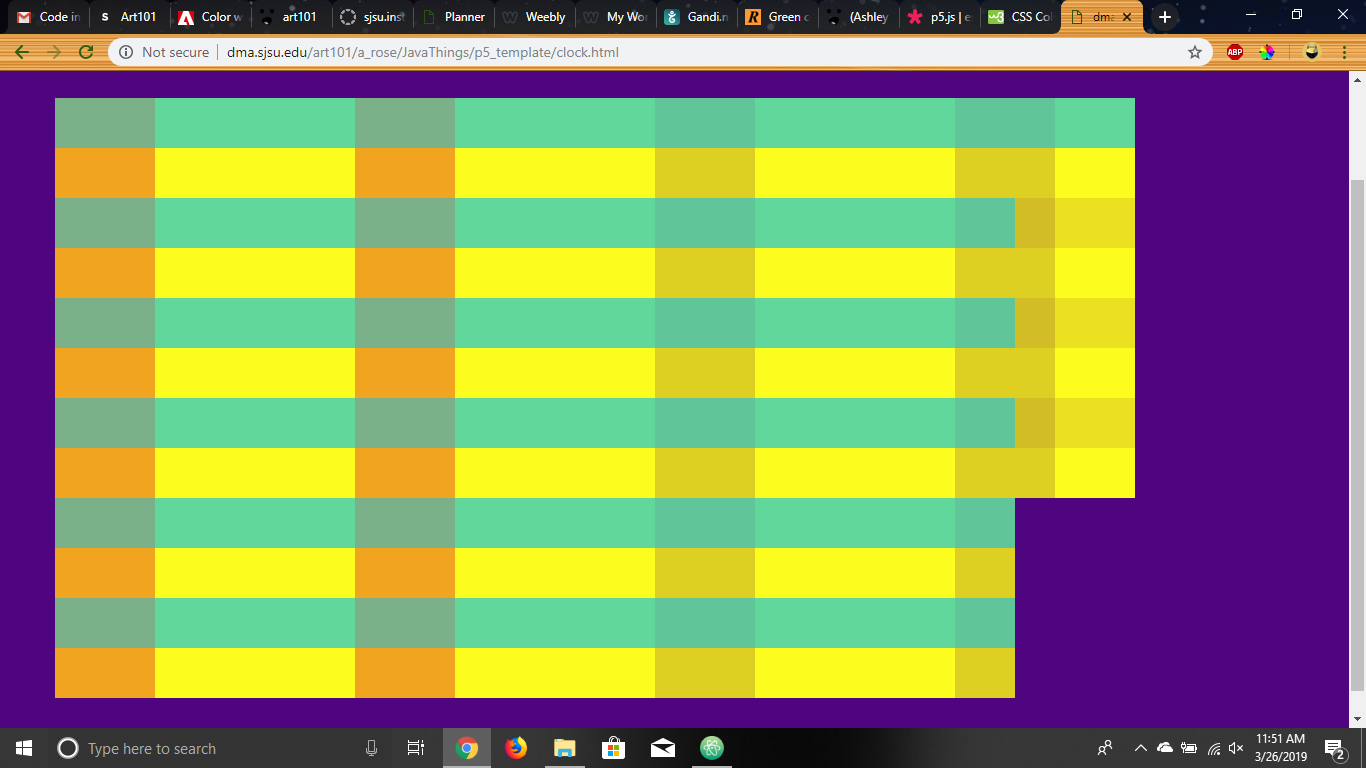 Code in Art101 Color w art101 sjsu.inst Planner Weebly My Wo Gandi.n Green c (Ashley p5.js | e CSS Co dma
Not secure | dma.sjsu.edu/art101/a_rose/JavaThings/p5_template/clock.html
ABP
Type here to search
11:51 AM
3/26/2019
2